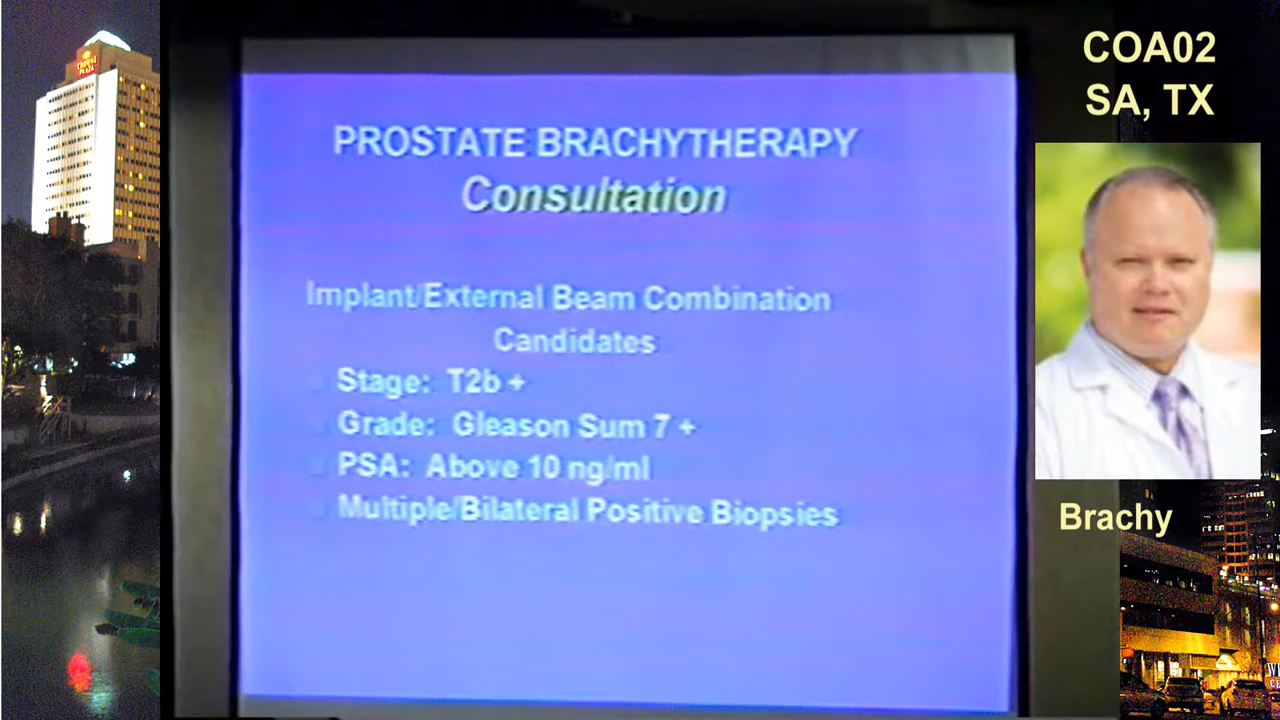 PROSTATE BRACHYTHERAPY
Consultation
Implant/External Beam Combination
Candidates
Stage: T2b +
Grade: Gleason Sum 7 +
PSA: Above 10 ng/ml
Multiple/Bilateral Positive Biopsies
COA02
SA, TX
Brachy